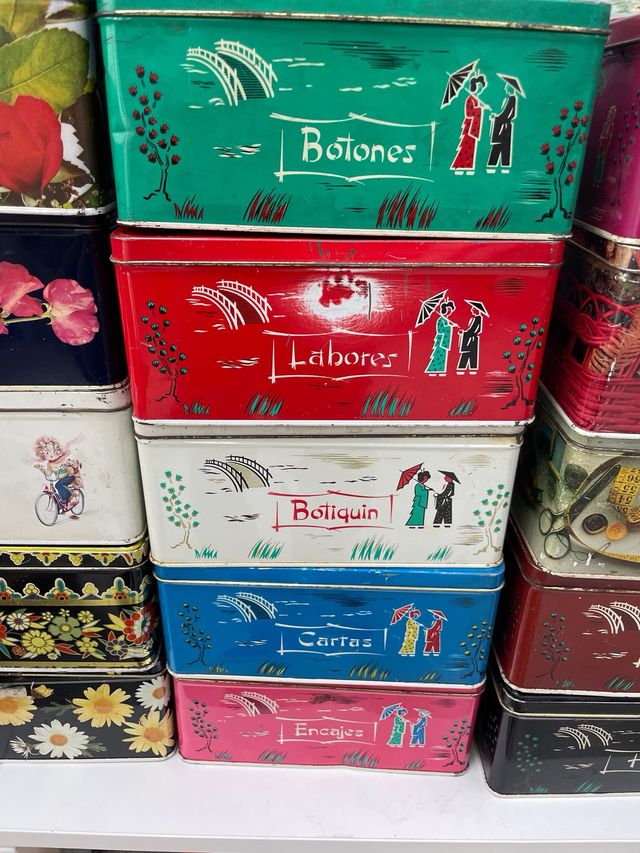 Botones
Labores
Botiquin
Cartas
Encajes